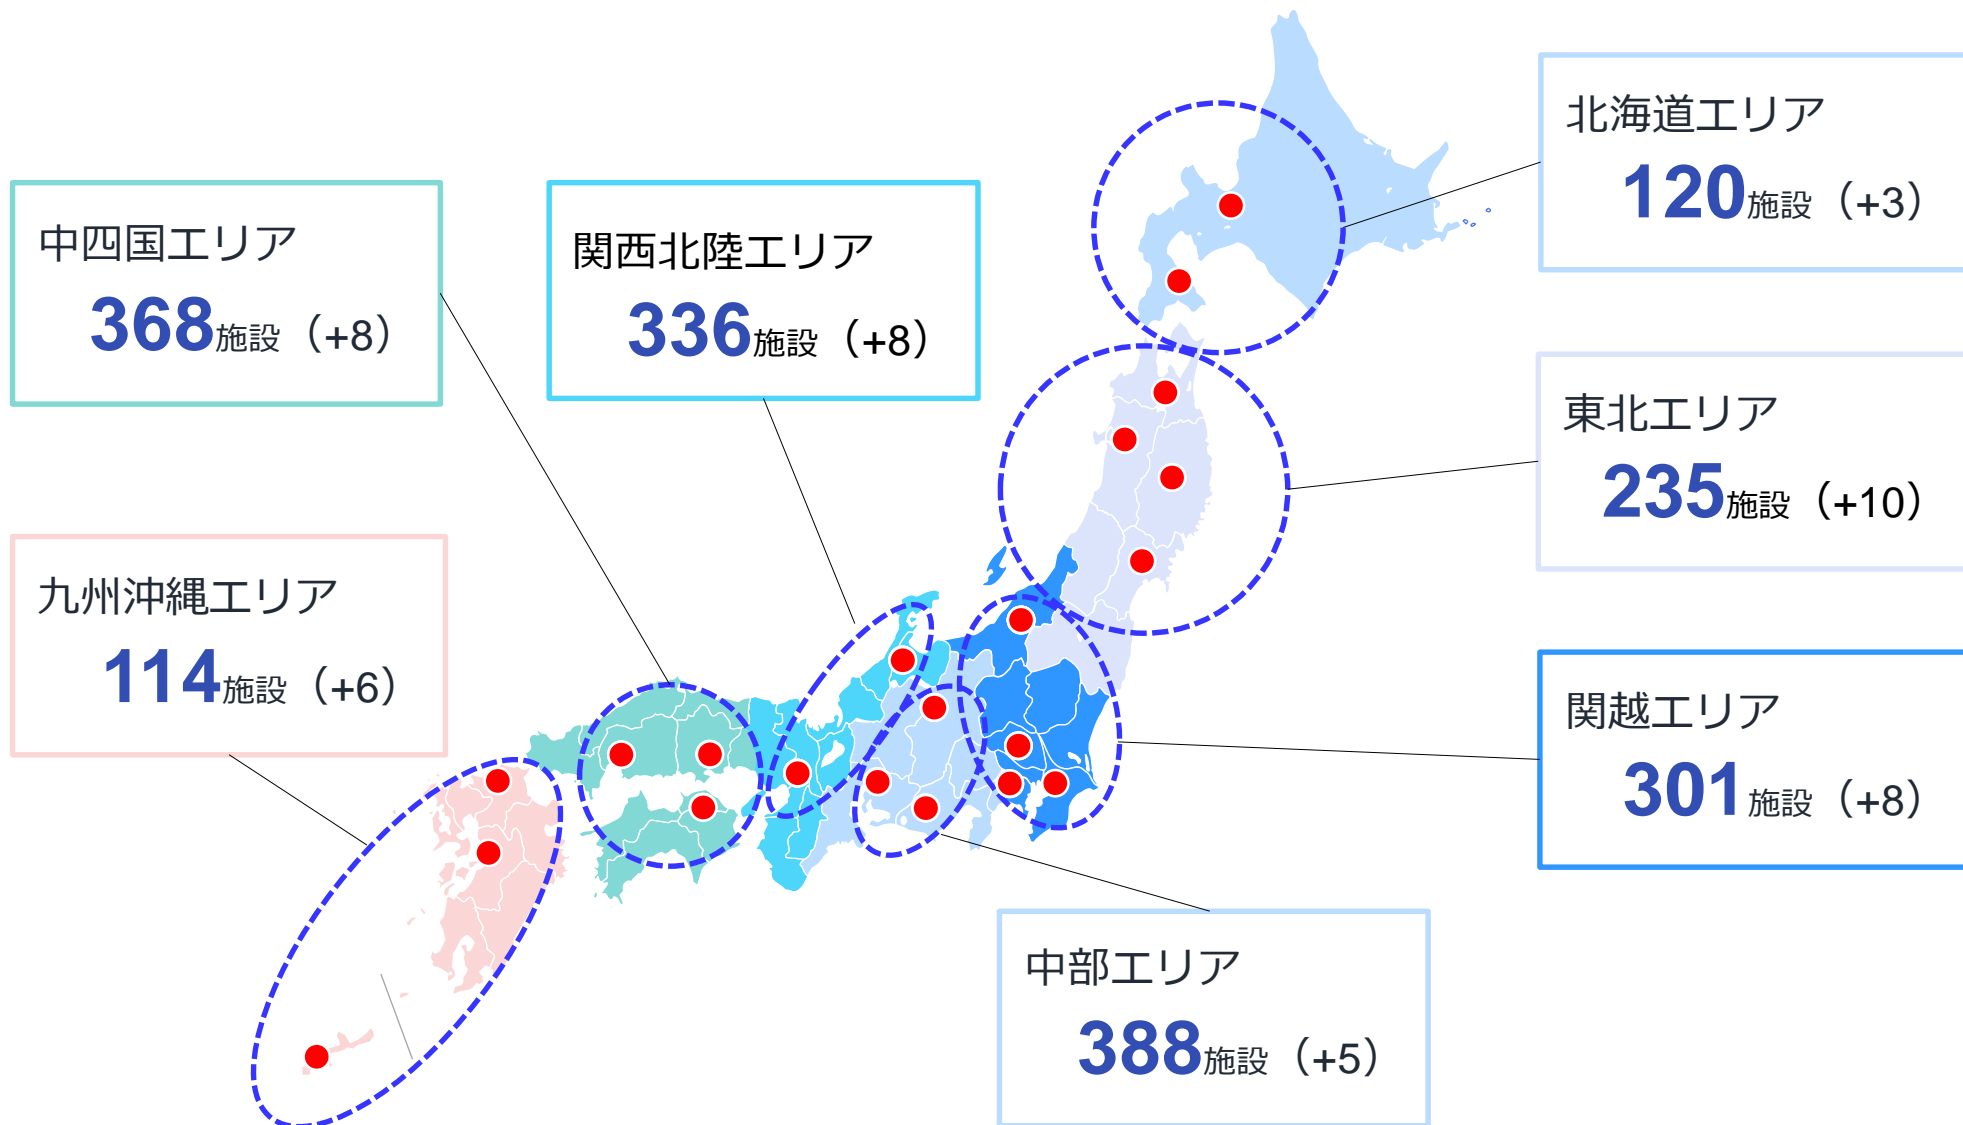 北海道エリア
120施設（+3）
中四国エリア
368施設（+8）
関西北陸エリア
336施設（+8）
東北エリア
235施設（+10）
九州沖縄エリア
114施設（+6）
関越エリア
301施設（+8）
中部エリア
388施設（+5）